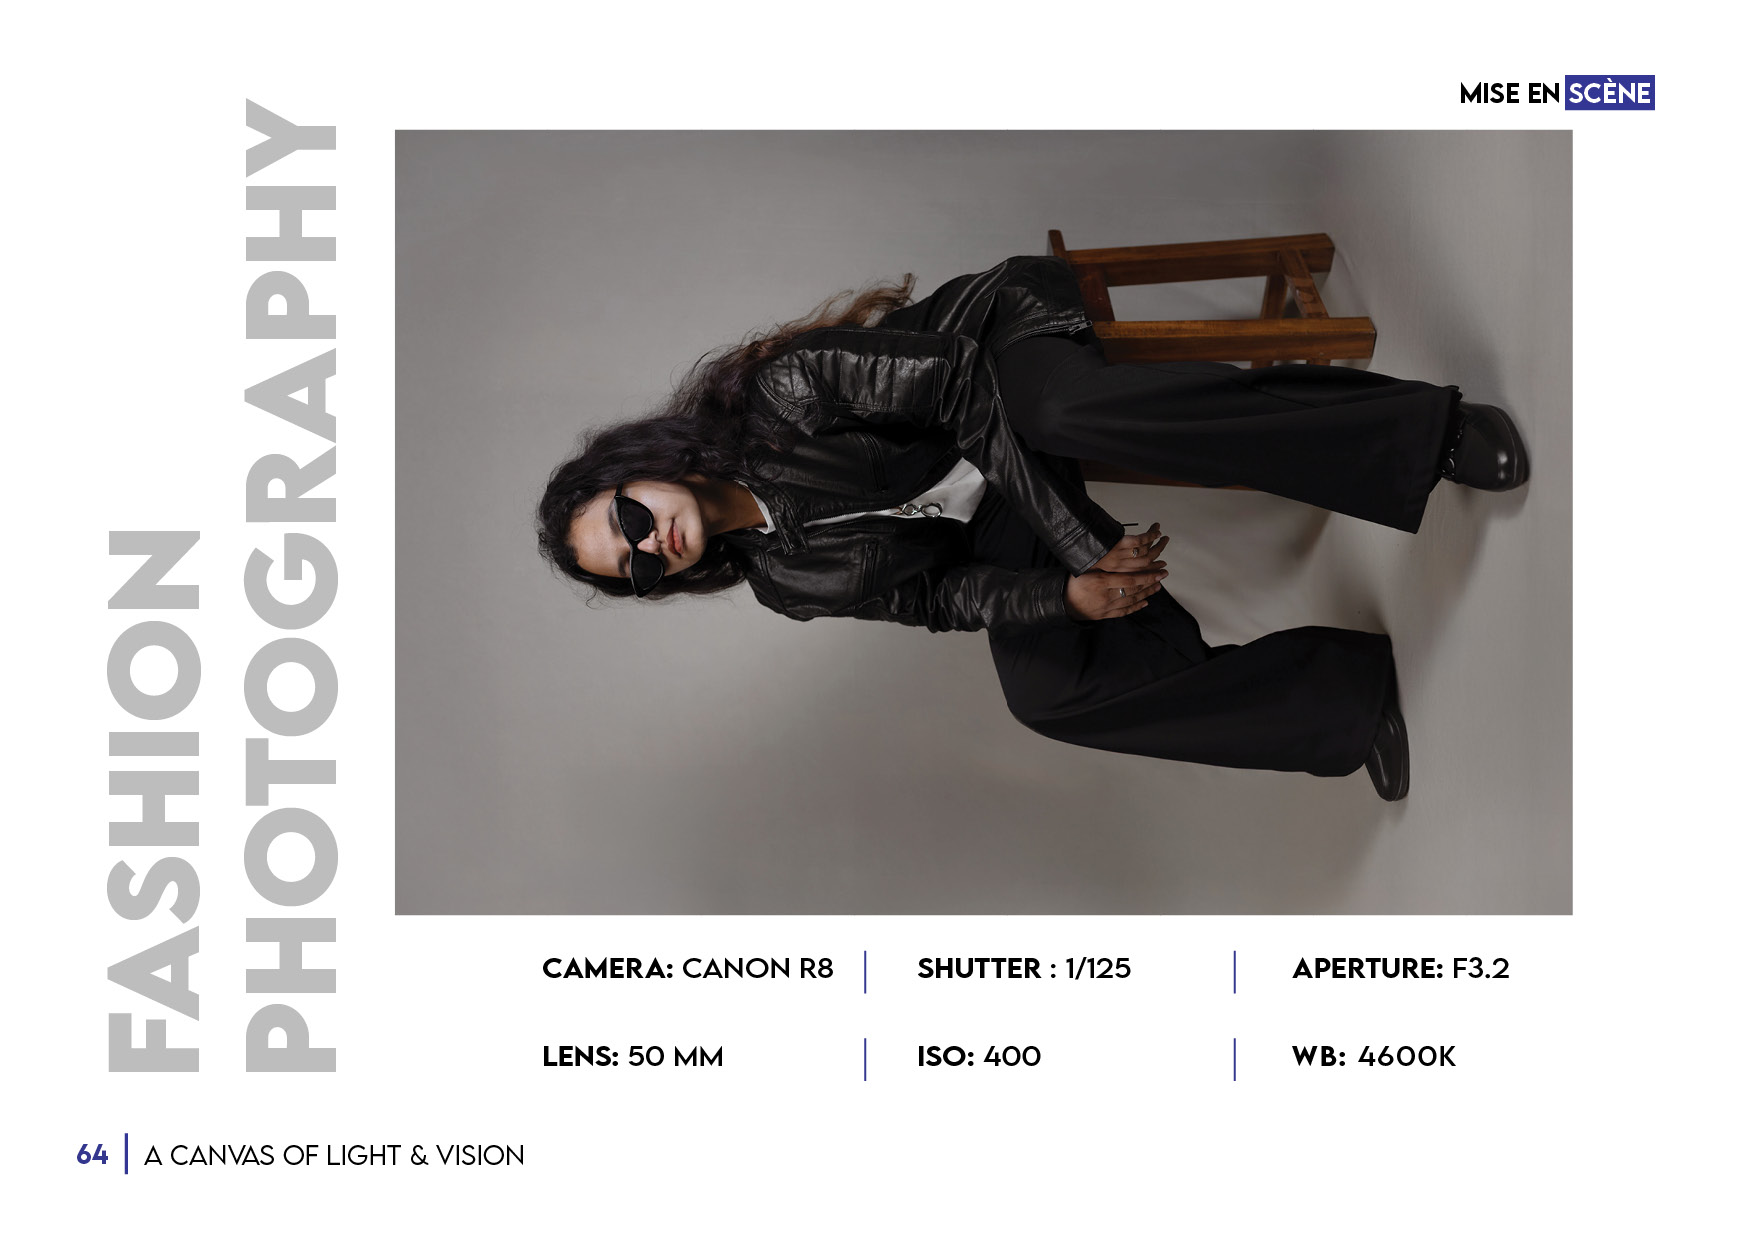 MISE EN SCÈNE
FASHION
PHOTOGRAPHY
CAMERA: CANON R8
SHUTTER : 1/125
APERTURE: F3.2
LENS: 50 MM
ISO: 400
WB: 4600K
64
A CANVAS OF LIGHT & VISION